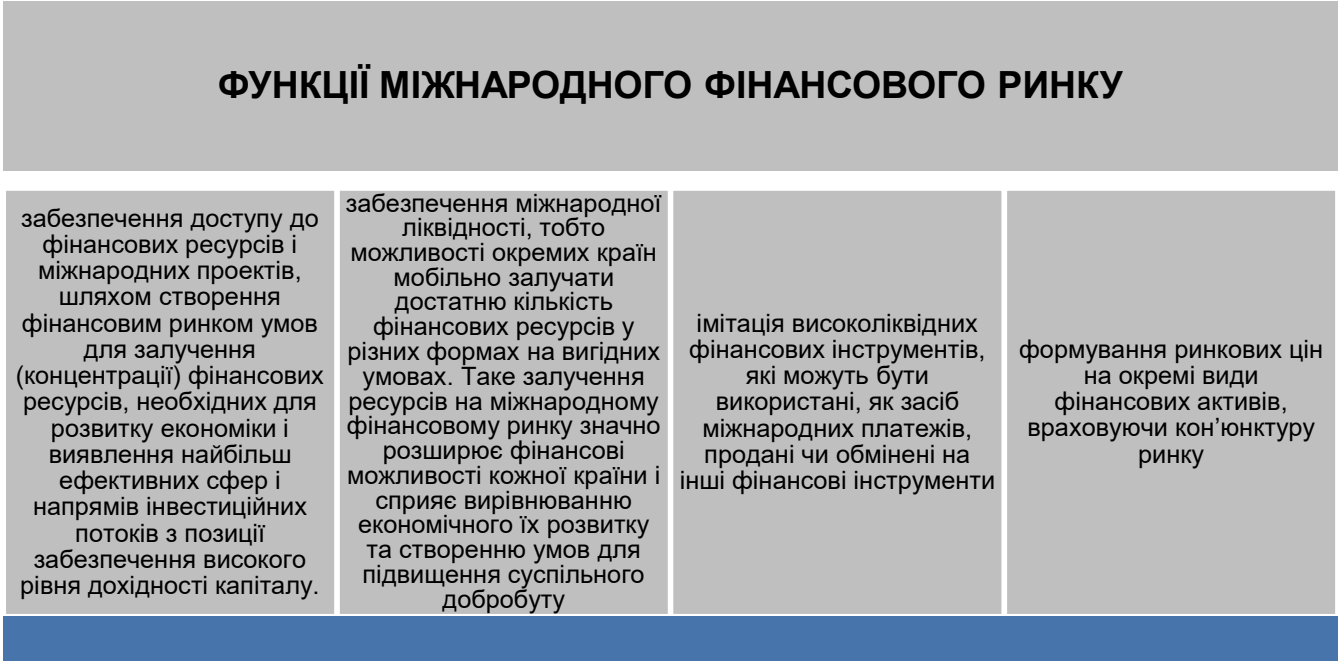 ФУНКЦІЇ МІЖНАРОДНОГО ФІНАНСОВОГО РИНКУ
забезпечення доступу до
фінансових ресурсів і
міжнародних проектів,
шляхом створення
фінансовим ринком умов
для залучення
(концентрації) фінансових
ресурсів, необхідних для
розвитку економіки і
виявлення найбільш
ефективних сфер і
напрямів інвестиційних
потоків з позиції
забезпечення високого
рівня дохідності капіталу.
забезпечення міжнародної
ліквідності, тобто
можливості окремих країн
мобільно залучати
достатню кількість
фінансових ресурсів у
різних формах на вигідних
умовах. Таке залучення
ресурсів на міжнародному
фінансовому ринку значно
розширює фінансові
можливості кожної країни і
сприяє вирівнюванню
економічного їх розвитку
та створенню умов для
підвищення суспільного
добробуту
імітація високоліквідних
фінансових інструментів,
які можуть бути
використані, як засіб
міжнародних платежів,
продані чи обмінені на
інші фінансові інструменти
формування ринкових цін
на окремі види
фінансових активів,
враховуючи кон’юнктуру
ринку